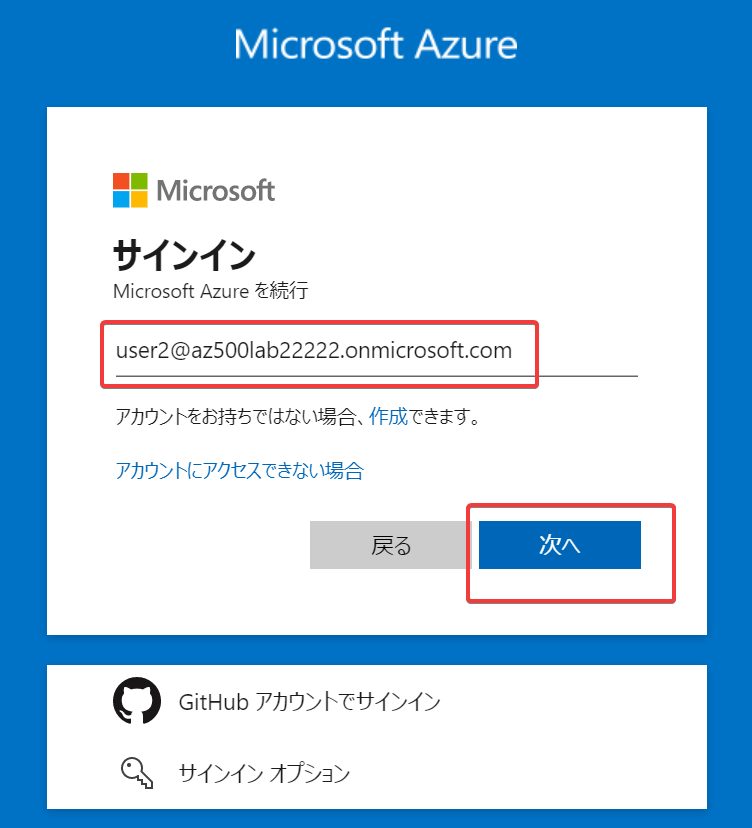 Microsoft Azure
Microsoft
サインイン
Microsoft Azure を続行
user2@az500lab22222.onmicrosoft.com
アカウントをお持ちではない場合、作成できます。
アカウントにアクセスできない場合
戻る
次へ
GitHub アカウントでサインイン
サインイン オプション